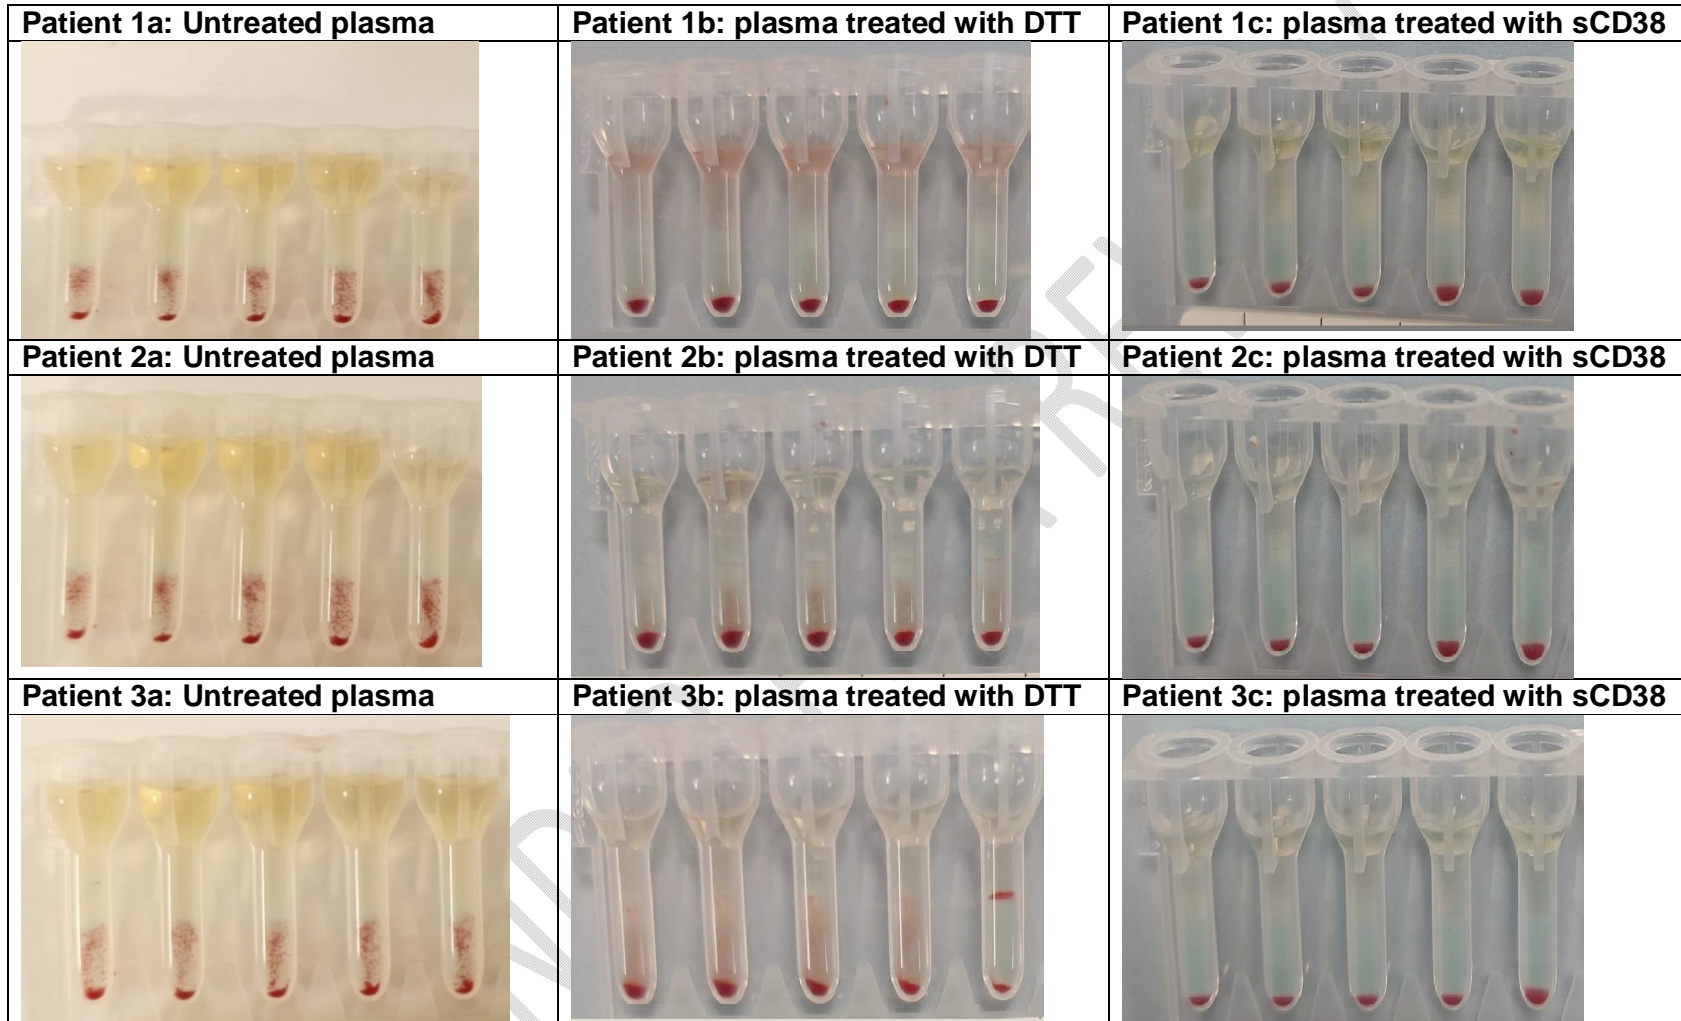 Patient 1a: Untreated plasma
Patient 1b: plasma treated with DTT
Patient 1c: plasma treated with sCD38
Patient 2a: Untreated plasma
Patient 2b: plasma treated with DTT
Patient 2c: plasma treated with sCD38
Patient 3a: Untreated plasma
Patient 3b: plasma treated with DTT
Patient 3c: plasma treated with sCD38